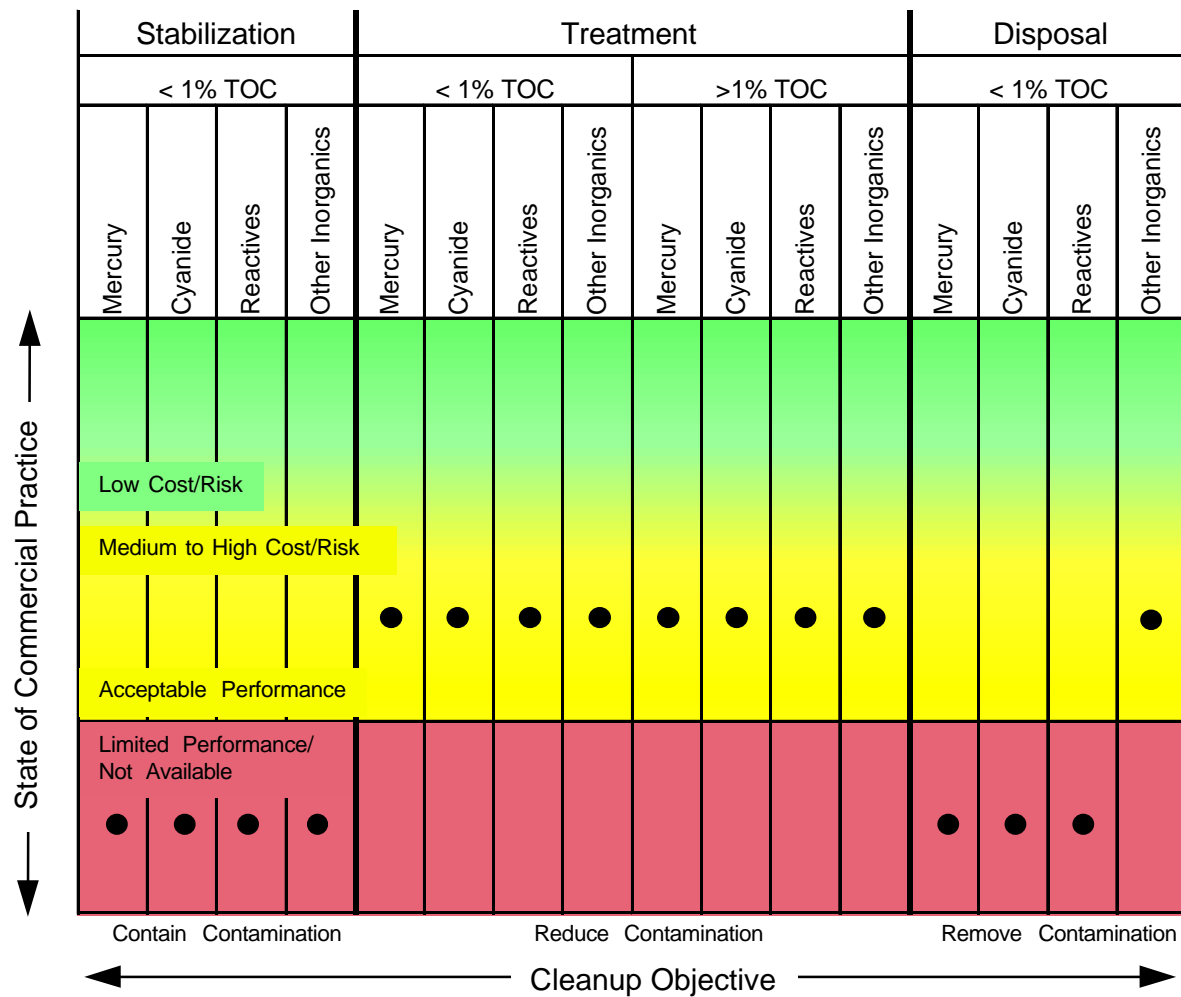 Stabilization
Treatment
Disposal
< 1% TOC
< 1% TOC
>1% TOC
< 1% TOC
Mercury
Cyanide
Reactives
Other Inorganics
Mercury
Cyanide
Reactives
Other Inorganics
Mercury
Cyanide
Reactives
Other Inorganics
Mercury
Cyanide
Reactives
Other Inorganics
State of Commercial Practice
Low Cost/Risk
Medium to High Cost/Risk
Acceptable Performance
Limited Performance/
Not Available
Contain Contamination
Reduce Contamination
Remove Contamination
Cleanup Objective